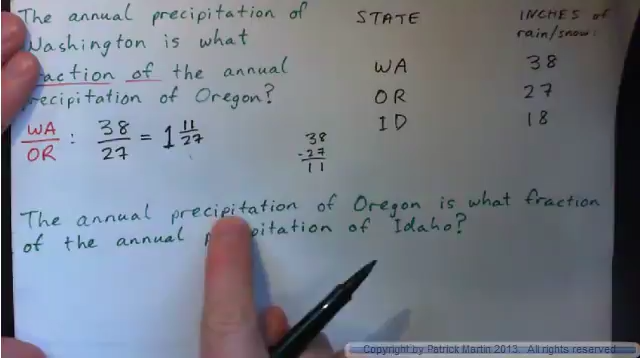 The annual precipitation of
Washington is what
fraction of the annual
precipitation of Oregon?
STATE INCHES of
rain/snow:
WA 38
OR 27
ID 18
WA/OR : 38/27 = 1 11/27
38
-27
11
The annual precipitation of Oregon is what fraction
of the annual precipitation of Idaho?
Copyright by Patrick Martin 2013. All rights reserved